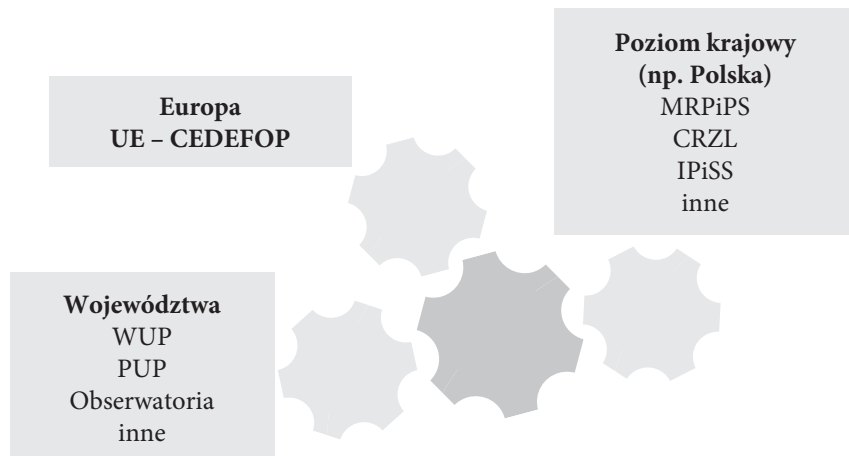 Europa
UE – CEDEFOP
Poziom krajowy
(np. Polska)
MRPiPS
CRZL
IPiSS
inne
Województwa
WUP
PUP
Obserwatoria
inne